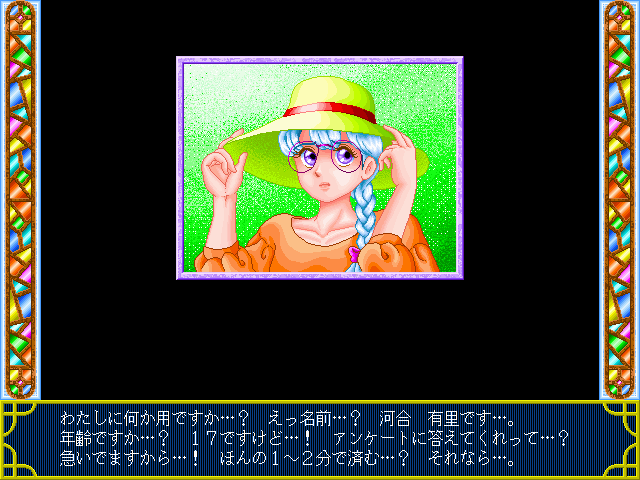 わたしに何か用ですか…？　えっ名前…？　河合　有里です…。
年齢ですか…？　１７ですけど…！　アンケートに答えてくれって…？
急いでますから…！　ほんの１～２分で済む…？　それなら…。